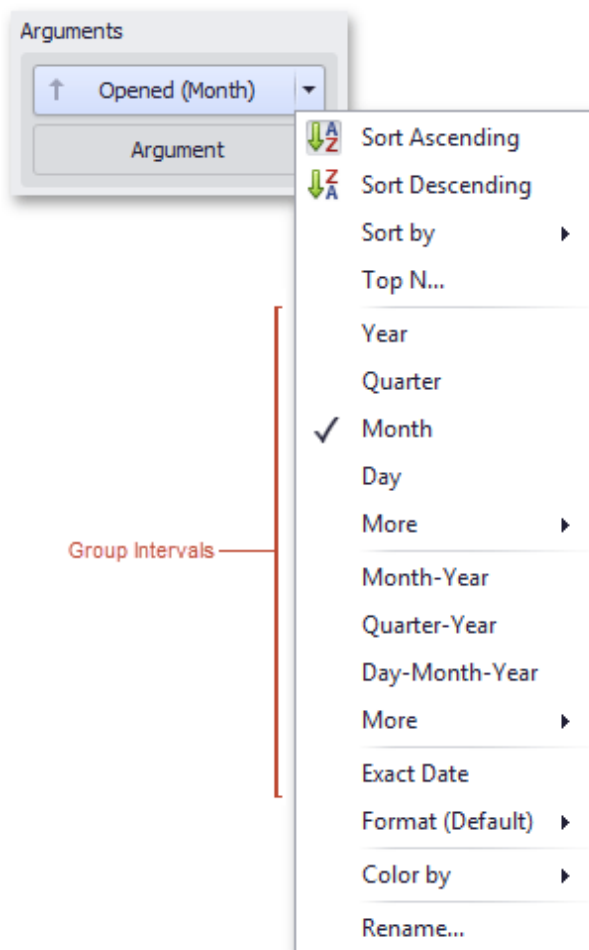 Arguments
Opened (Month)
Argument
Sort Ascending
Sort Descending
Sort by
Top N...
Year
Quarter
Month
Day
More
Group Intervals
Month-Year
Quarter-Year
Day-Month-Year
More
Exact Date
Format (Default)
Color by
Rename...